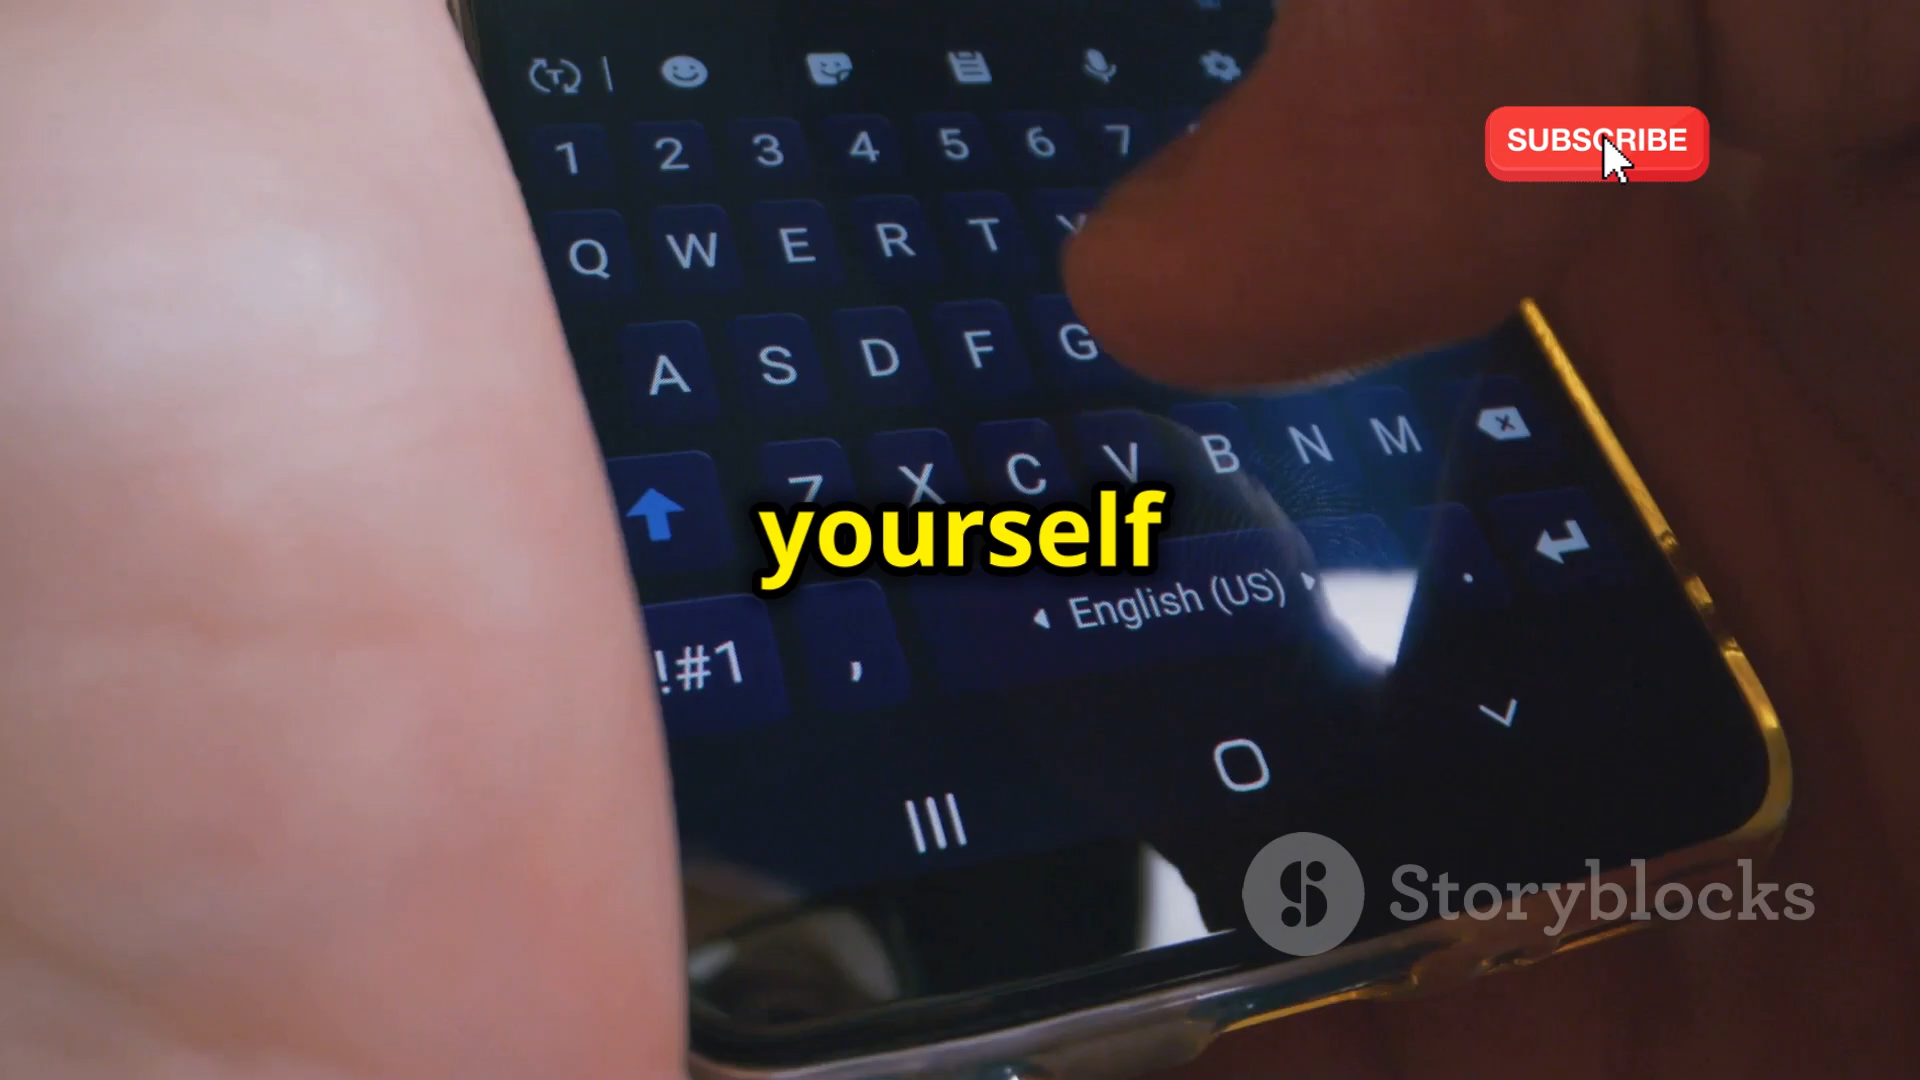 SUBSCRIBE
1 2 3 4 5 6 7
Q W E R T Y
A S D F G
Z X C V B N M
yourself
English (US) .
!#1 ,
Storyblocks